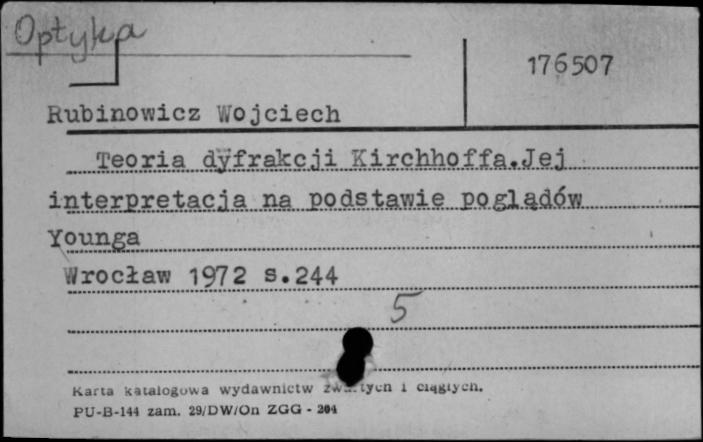 Optyka
176507
Rubinowicz Wojciech
Teoria dyfrakcji Kirchhoffa.Jej
interpretacja na podstawie poglądów
Younga
Wrocław 1972 s.244
5
Karta katalogowa wydawnictw zwartych i ciągłych.
PU-B-144 zam. 29/DW/On ZGG - 204